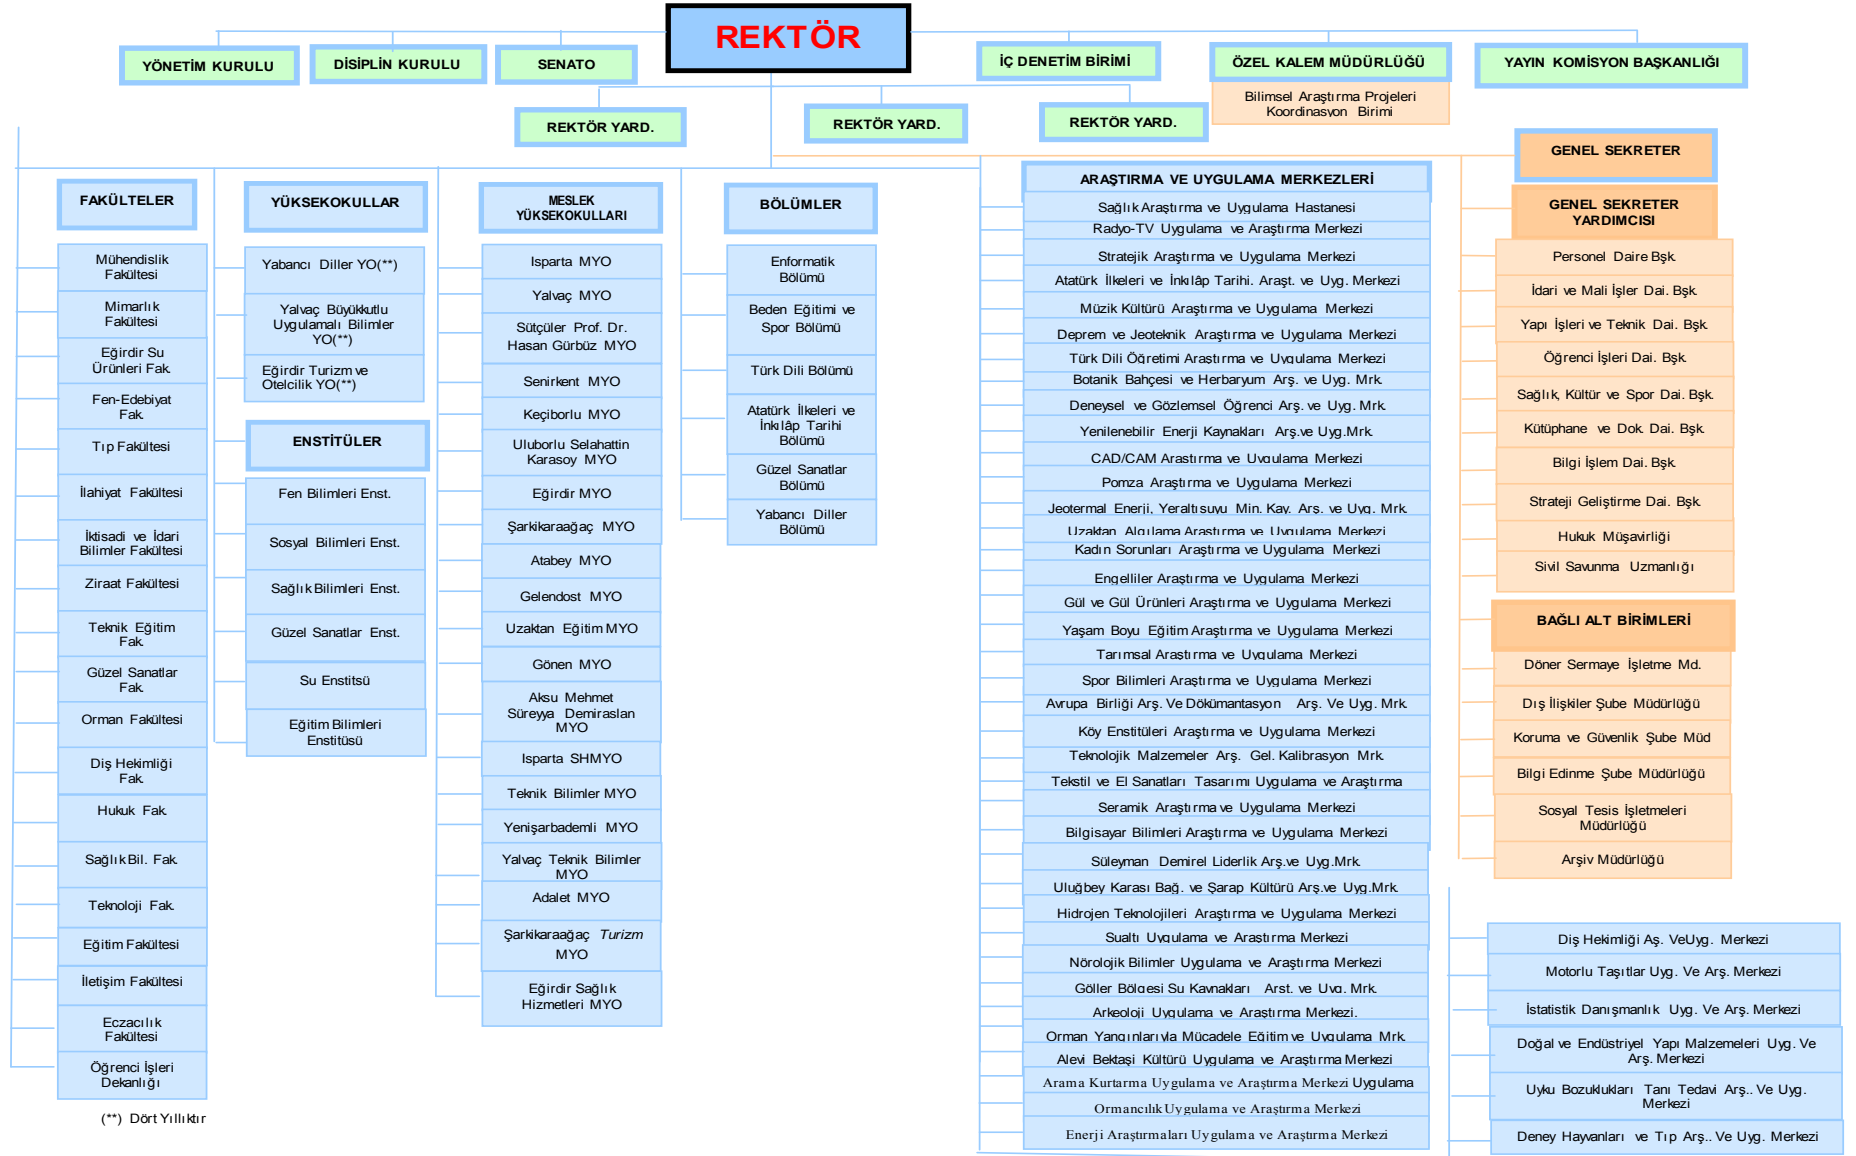 REKTÖR
YÖNETİM KURULU
DİSİPLİN KURULU
SENATO
İÇ DENETİM BİRİMİ
ÖZEL KALEM MÜDÜRLÜĞÜ
YAYIN KOMİSYON BAŞKANLIĞI
Bilimsel Araştırma Projeleri
Koordinasyon Birimi
REKTÖR YARD.
REKTÖR YARD.
REKTÖR YARD.
FAKÜLTELER
Mühendislik
Fakültesi
Mimarlık
Fakültesi
Eğirdir Su
Ürünleri Fak.
Fen-Edebiyat
Fak.
Tıp Fakültesi
İlahiyat Fakültesi
İktisadi ve İdari
Bilimler Fakültesi
Ziraat Fakültesi
Teknik Eğitim
Fak.
Güzel Sanatlar
Fak.
Orman Fakültesi
Diş Hekimliği
Fak.
Hukuk Fak.
Sağlık Bil. Fak.
Teknoloji Fak.
Eğitim Fakültesi
İletişim Fakültesi
Eczacılık
Fakültesi
Öğrenci İşleri
Dekanlığı
(**) Dört Yıllıktır
YÜKSEKOKULLAR
Yabancı Diller YO(**)
Yalvaç Büyükkutlu
Uygulamalı Bilimler
YO(**)
Eğirdir Turizm ve
Otelcilik YO(**)
ENSTİTÜLER
Fen Bilimleri Enst.
Sosyal Bilimleri Enst.
Sağlık Bilimleri Enst.
Güzel Sanatlar Enst.
Su Enstitsü
Eğitim Bilimleri
Enstitüsü
MESLEK
YÜKSEKOKULLARI
Isparta MYO
Yalvaç MYO
Sütçüler Prof. Dr.
Hasan Gürbüz MYO
Senirkent MYO
Keçiborlu MYO
Uluborlu Selahattin
Karasoy MYO
Eğirdir MYO
Şarkikaraağaç MYO
Atabey MYO
Gelendost MYO
Uzaktan Eğitim MYO
Gönen MYO
Aksu Mehmet
Süreyya Demiraslan
MYO
Isparta SHMYO
Teknik Bilimler MYO
Yenişarbademli MYO
Yalvaç Teknik Bilimler
MYO
Adalet MYO
Şarkikaraağaç Turizm
MYO
Eğirdir Sağlık
Hizmetleri MYO
BÖLÜMLER
Enformatik
Bölümü
Beden Eğitimi ve
Spor Bölümü
Türk Dili Bölümü
Atatürk İlkeleri ve
İnkılâp Tarihi
Bölümü
Güzel Sanatlar
Bölümü
Yabancı Diller
Bölümü
ARAŞTIRMA VE UYGULAMA MERKEZLERİ
Sağlık Araştırma ve Uygulama Hastanesi
Radyo-TV Uygulama ve Araştırma Merkezi
Stratejik Araştırma ve Uygulama Merkezi
Atatürk İlkeleri ve İnkılâp Tarihi. Araşt. ve Uyg. Merkezi
Müzik Kültürü Araştırma ve Uygulama Merkezi
Deprem ve Jeoteknik Araştırma ve Uygulama Merkezi
Türk Dili Öğretimi Araştırma ve Uygulama Merkezi
Botanik Bahçesi ve Herbaryum Arş. ve Uyg. Mrk.
Deneysel ve Gözlemsel Öğrenci Arş. ve Uyg. Mrk.
Yenilenebilir Enerji Kaynakları Arş.ve Uyg.Mrk.
CAD/CAM Araştırma ve Uygulama Merkezi
Pomza Araştırma ve Uygulama Merkezi
Jeotermal Enerji, Yeraltısuyu Min. Kay. Arş. ve Uyg. Mrk.
Uzaktan Algılama Araştırma ve Uygulama Merkezi
Kadın Sorunları Araştırma ve Uygulama Merkezi
Engelliler Araştırma ve Uygulama Merkezi
Gül ve Gül Ürünleri Araştırma ve Uygulama Merkezi
Yaşam Boyu Eğitim Araştırma ve Uygulama Merkezi
Tarımsal Araştırma ve Uygulama Merkezi
Spor Bilimleri Araştırma ve Uygulama Merkezi
Avrupa Birliği Arş. Ve Dökümantasyon Arş. Ve Uyg. Mrk.
Köy Enstitüleri Araştırma ve Uygulama Merkezi
Teknolojik Malzemeler Arş. Gel. Kalibrasyon Mrk.
Tekstil ve El Sanatları Tasarımı Uygulama ve Araştırma
Seramik Araştırma ve Uygulama Merkezi
Bilgisayar Bilimleri Araştırma ve Uygulama Merkezi
Süleyman Demirel Liderlik Arş.ve Uyg.Mrk.
Uluğbey Karası Bağ. ve Şarap Kültürü Arş.ve Uyg.Mrk.
Hidrojen Teknolojileri Araştırma ve Uygulama Merkezi
Sualtı Uygulama ve Araştırma Merkezi
Nörolojik Bilimler Uygulama ve Araştırma Merkezi
Göller Bölgesi Su Kaynakları Arşt. ve Uyg. Mrk.
Arkeoloji Uygulama ve Araştırma Merkezi.
Orman Yangınlarıyla Mücadele Eğitim ve Uygulama Mrk.
Alevi Bektaşi Kültürü Uygulama ve Araştırma Merkezi
Arama Kurtarma Uygulama ve Araştırma Merkezi Uygulama
Ormancılık Uygulama ve Araştırma Merkezi
Enerji Araştırmaları Uygulama ve Araştırma Merkezi
GENEL SEKRETER
GENEL SEKRETER
YARDIMCISI
Personel Daire Bşk.
İdari ve Mali İşler Dai. Bşk.
Yapı İşleri ve Teknik Dai. Bşk.
Öğrenci İşleri Dai. Bşk.
Sağlık, Kültür ve Spor Dai. Bşk.
Kütüphane ve Dok. Dai. Bşk.
Bilgi İşlem Dai. Bşk.
Strateji Geliştirme Dai. Bşk.
Hukuk Müşavirliği
Sivil Savunma Uzmanlığı
BAĞLI ALT BİRİMLERİ
Döner Sermaye İşletme Md.
Dış İlişkiler Şube Müdürlüğü
Koruma ve Güvenlik Şube Müd
Bilgi Edinme Şube Müdürlüğü
Sosyal Tesis İşletmeleri
Müdürlüğü
Arşiv Müdürlüğü
Diş Hekimliği Aş. VeUyg. Merkezi
Motorlu Taşıtlar Uyg. Ve Arş. Merkezi
İstatistik Danışmanlık Uyg. Ve Arş. Merkezi
Doğal ve Endüstriyel Yapı Malzemeleri Uyg. Ve
Arş. Merkezi
Uyku Bozuklukları Tanı Tedavi Arş.. Ve Uyg.
Merkezi
Deney Hayvanları ve Tıp Arş.. Ve Uyg. Merkezi